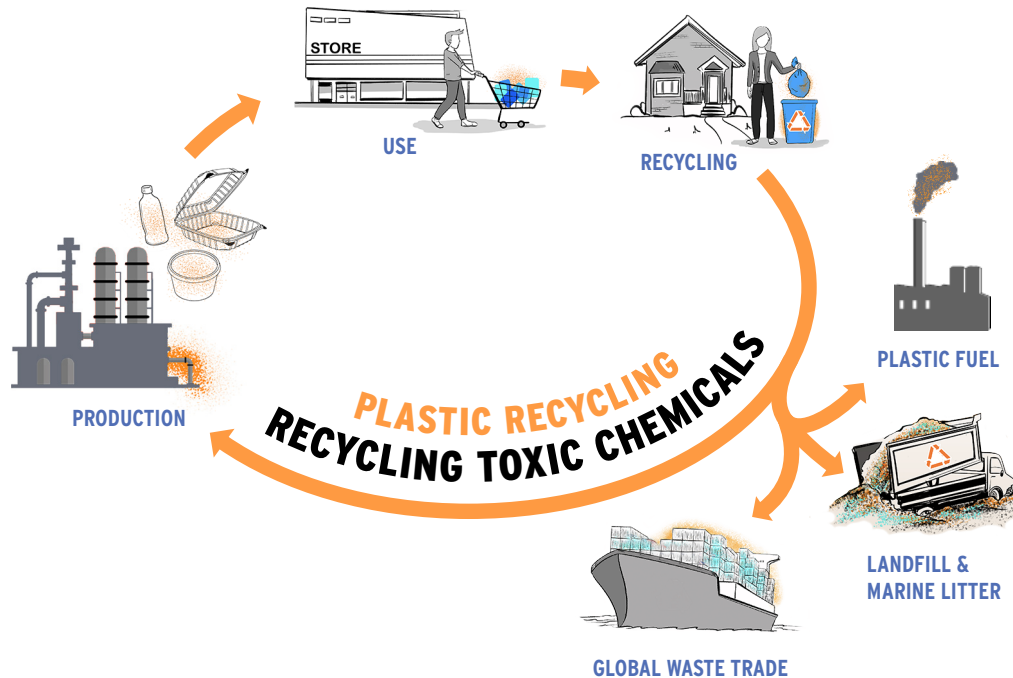 STORE
USE
RECYCLING
PRODUCTION
PLASTIC RECYCLING
RECYCLING TOXIC CHEMICALS
PLASTIC FUEL
LANDFILL &
MARINE LITTER
GLOBAL WASTE TRADE